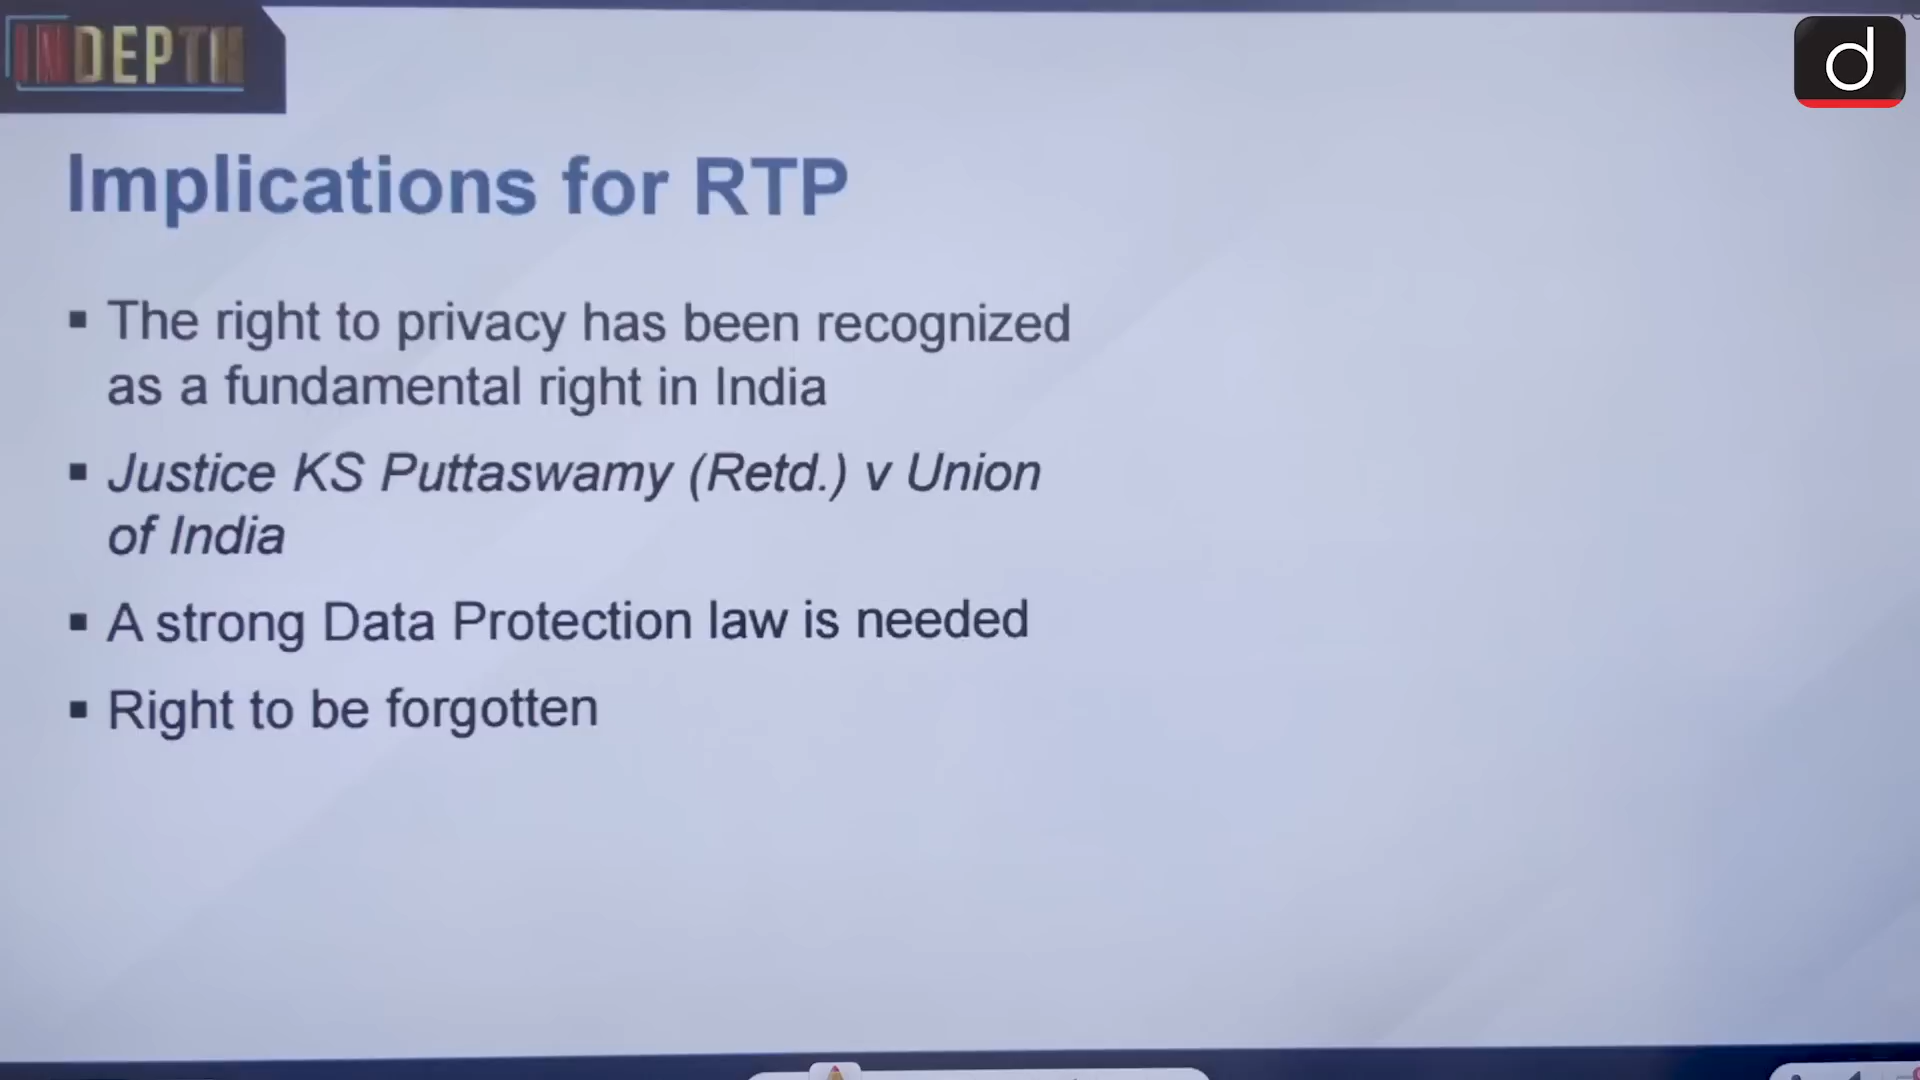 INDEPTH
d
Implications for RTP
▪ The right to privacy has been recognized
as a fundamental right in India
▪ Justice KS Puttaswamy (Retd.) v Union
of India
▪ A strong Data Protection law is needed
▪ Right to be forgotten